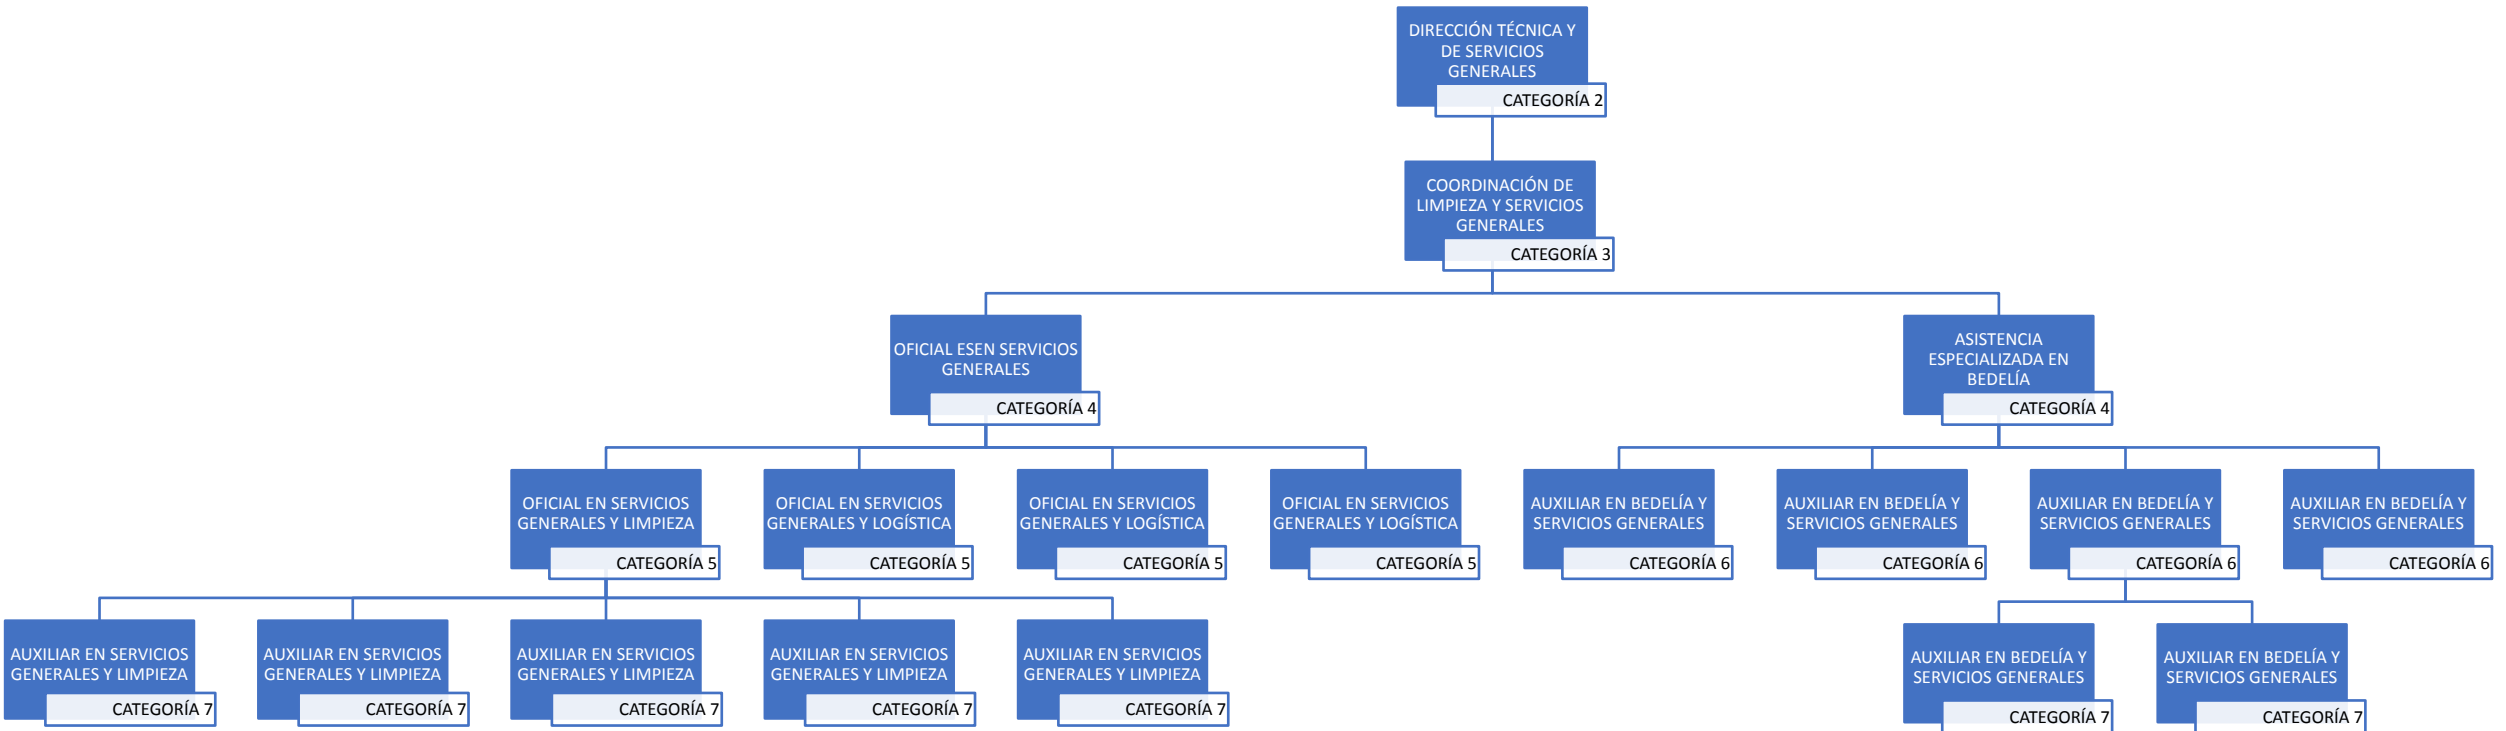 DIRECCIÓN TÉCNICA Y
DE SERVICIOS
GENERALES
CATEGORÍA 2
COORDINACIÓN DE
LIMPIEZA Y SERVICIOS
GENERALES
CATEGORÍA 3
OFICIAL ESEN SERVICIOS
GENERALES
CATEGORÍA 4
ASISTENCIA
ESPECIALIZADA EN
BEDELÍA
CATEGORÍA 4
OFICIAL EN SERVICIOS
GENERALES Y LIMPIEZA
CATEGORÍA 5
OFICIAL EN SERVICIOS
GENERALES Y LOGÍSTICA
CATEGORÍA 5
OFICIAL EN SERVICIOS
GENERALES Y LOGÍSTICA
CATEGORÍA 5
OFICIAL EN SERVICIOS
GENERALES Y LOGÍSTICA
CATEGORÍA 5
AUXILIAR EN BEDELÍA Y
SERVICIOS GENERALES
CATEGORÍA 6
AUXILIAR EN BEDELÍA Y
SERVICIOS GENERALES
CATEGORÍA 6
AUXILIAR EN BEDELÍA Y
SERVICIOS GENERALES
CATEGORÍA 6
AUXILIAR EN BEDELÍA Y
SERVICIOS GENERALES
CATEGORÍA 6
AUXILIAR EN SERVICIOS
GENERALES Y LIMPIEZA
CATEGORÍA 7
AUXILIAR EN SERVICIOS
GENERALES Y LIMPIEZA
CATEGORÍA 7
AUXILIAR EN SERVICIOS
GENERALES Y LIMPIEZA
CATEGORÍA 7
AUXILIAR EN SERVICIOS
GENERALES Y LIMPIEZA
CATEGORÍA 7
AUXILIAR EN SERVICIOS
GENERALES Y LIMPIEZA
CATEGORÍA 7
AUXILIAR EN BEDELÍA Y
SERVICIOS GENERALES
CATEGORÍA 7
AUXILIAR EN BEDELÍA Y
SERVICIOS GENERALES
CATEGORÍA 7